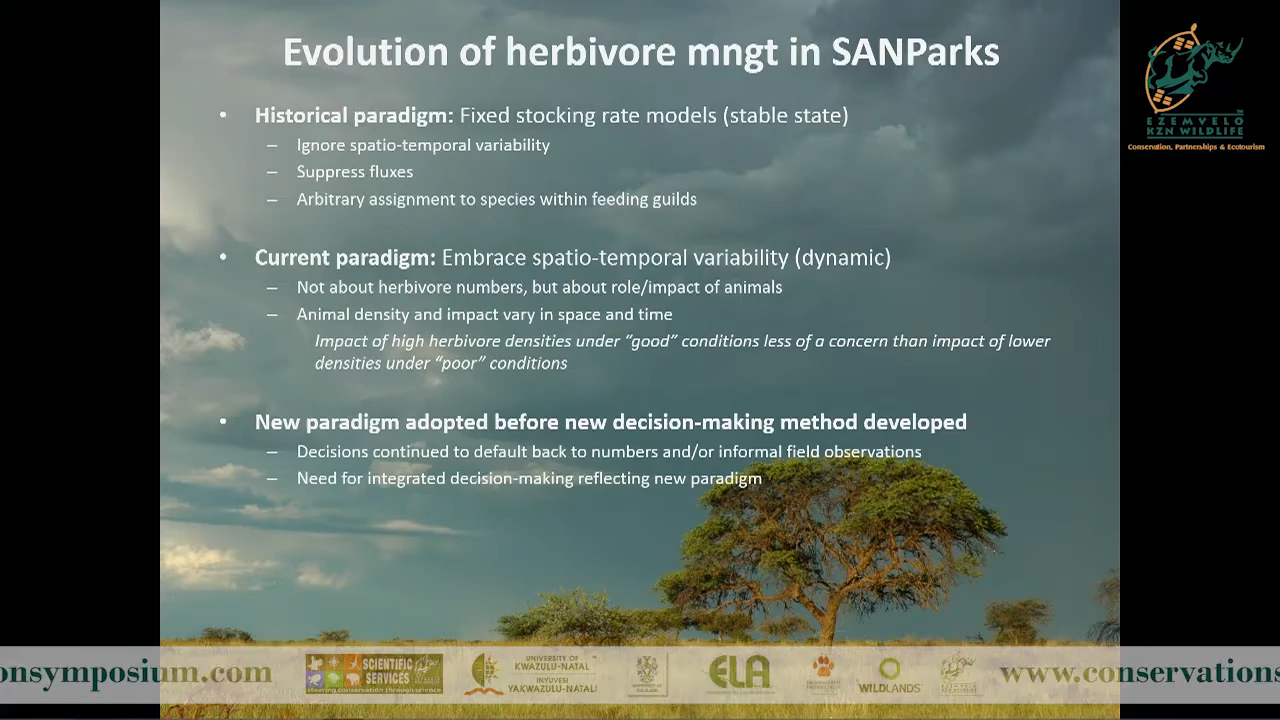 Evolution of herbivore mngt in SANParks
• Historical paradigm: Fixed stocking rate models (stable state)
– Ignore spatio-temporal variability
– Suppress fluxes
– Arbitrary assignment to species within feeding guilds
• Current paradigm: Embrace spatio-temporal variability (dynamic)
– Not about herbivore numbers, but about role/impact of animals
– Animal density and impact vary in space and time
Impact of high herbivore densities under “good” conditions less of a concern than impact of lower
densities under “poor” conditions
• New paradigm adopted before new decision-making method developed
– Decisions continued to default back to numbers and/or informal field observations
– Need for integrated decision-making reflecting new paradigm
EZEMVELO
KZN WILDLIFE
Conservation, Partnerships & Ecotourism
onsymposium.com
SCIENTIFIC
SERVICES
UNIVERSITY OF
KWAZULU-NATAL
INYUVESI
YAKWAZULU-NATALI
ELA
WILDLANDS
www.conservations